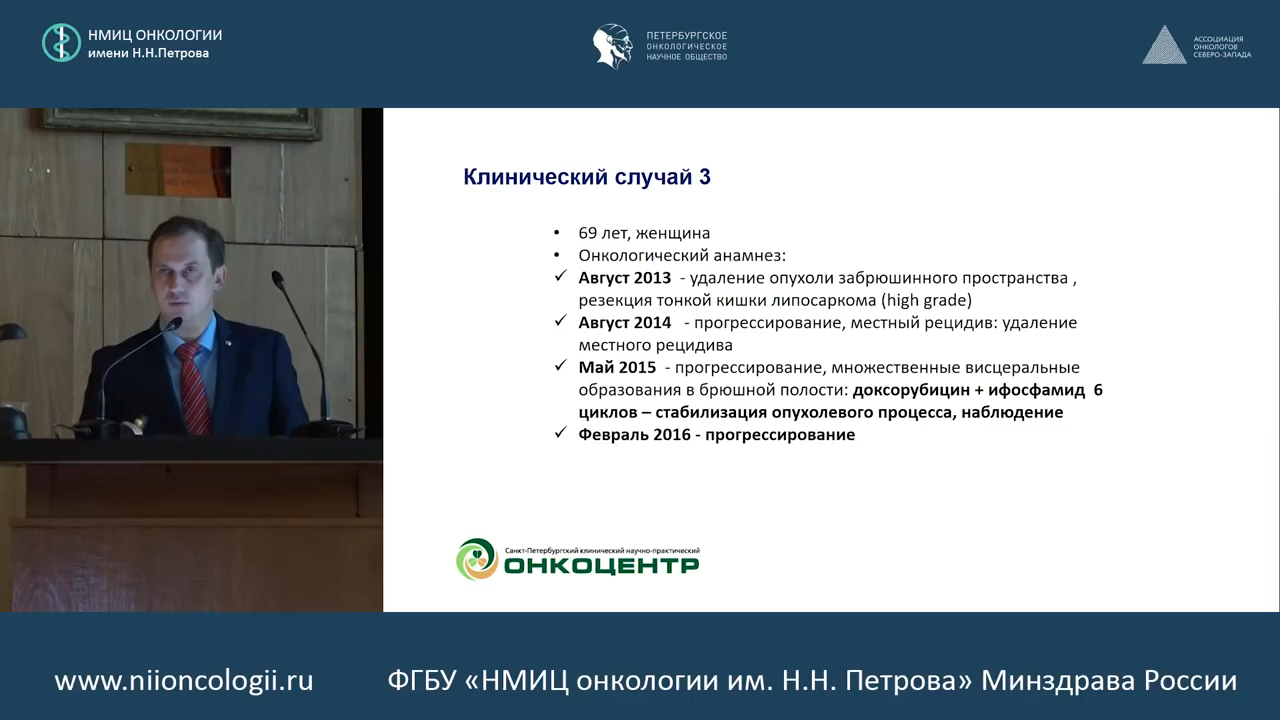 НМИЦ ОНКОЛОГИИ
имени Н.Н.Петрова
ПЕТЕРБУРГСКОЕ
ОНКОЛОГИЧЕСКОЕ
НАУЧНОЕ ОБЩЕСТВО
АССОЦИАЦИЯ
ОНКОЛОГОВ
СЕВЕРО-ЗАПАДА
Клинический случай 3
• 69 лет, женщина
• Онкологический анамнез:
✓ Август 2013 - удаление опухоли забрюшинного пространства ,
резекция тонкой кишки липосаркома (high grade)
✓ Август 2014 - прогрессирование, местный рецидив: удаление
местного рецидива
✓ Май 2015 - прогрессирование, множественные висцеральные
образования в брюшной полости: доксорубицин + ифосфамид 6
циклов – стабилизация опухолевого процесса, наблюдение
✓ Февраль 2016 - прогрессирование
Санкт-Петербургский клинический научно-практический
ОНКОЦЕНТР
www.niioncologii.ru
ФГБУ «НМИЦ онкологии им. Н.Н. Петрова» Минздрава России